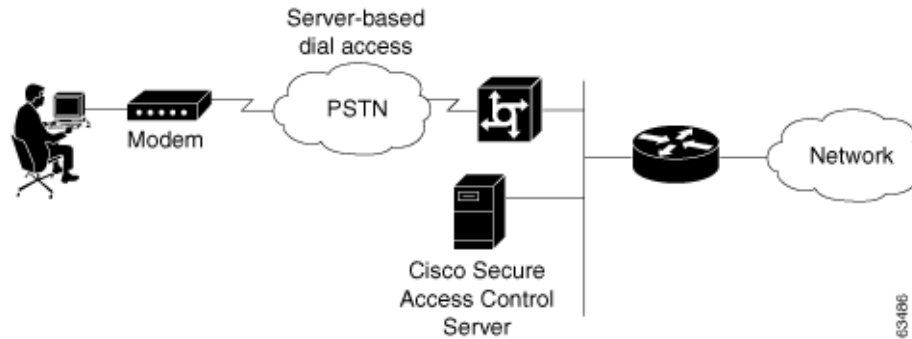 Server-based
dial access
PSTN
Modem
Network
Cisco Secure
Access Control
Server
63486